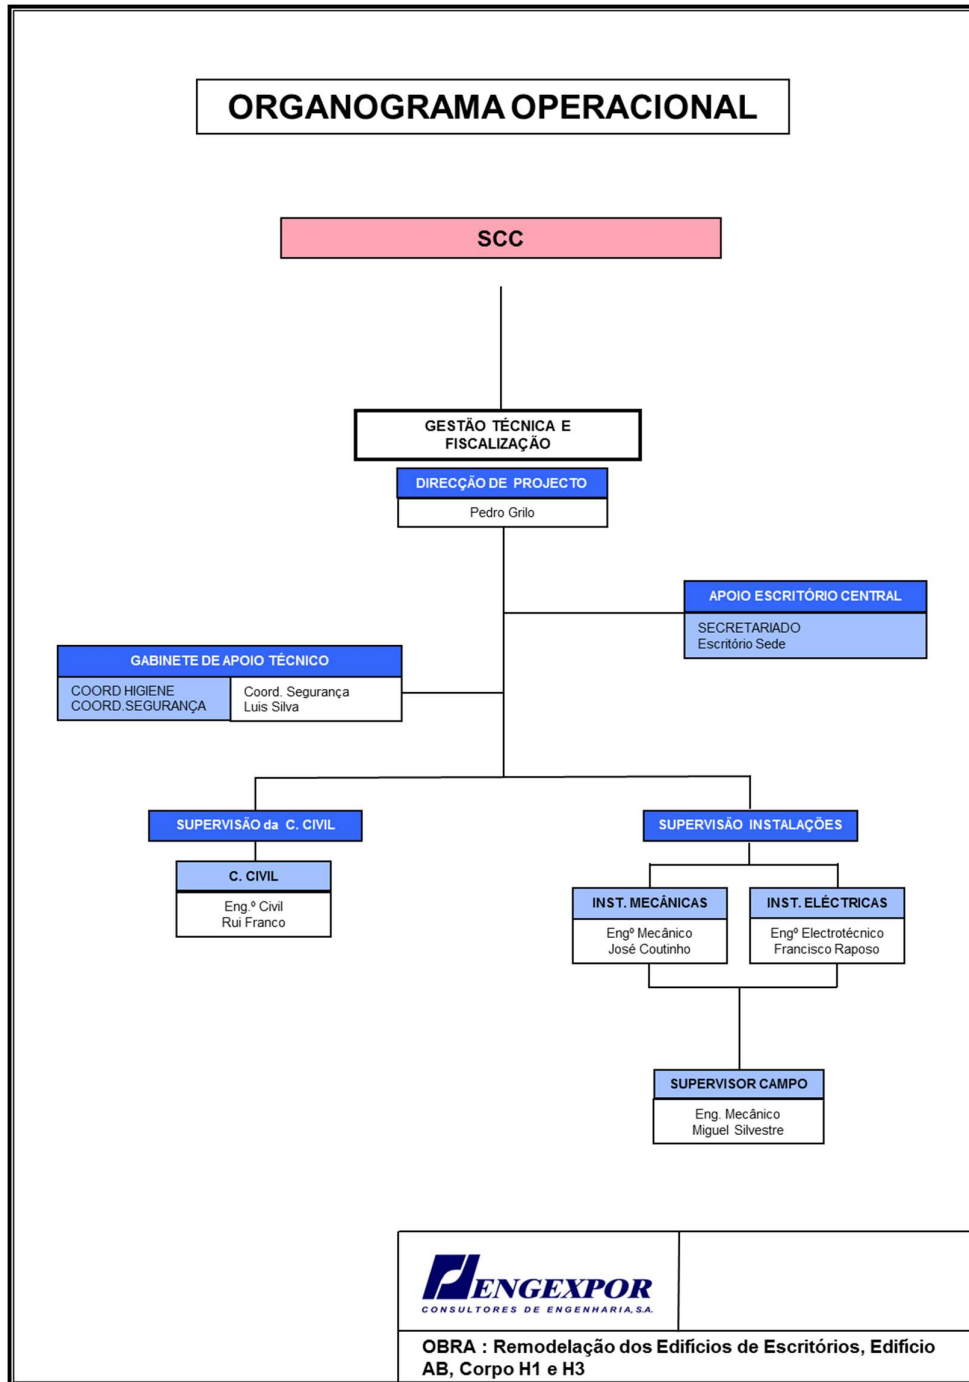 ORGANOGRAMA OPERACIONAL
SCC
GESTÃO TÉCNICA E
FISCALIZAÇÃO
DIRECÇÃO DE PROJECTO
Pedro Grilo
APOIO ESCRITÓRIO CENTRAL
SECRETARIADO
Escritório Sede
GABINETE DE APOIO TÉCNICO
COORD HIGIENE
COORD.SEGURANÇA
Coord. Segurança
Luis Silva
SUPERVISÃO da C. CIVIL
C. CIVIL
Eng.º Civil
Rui Franco
SUPERVISÃO INSTALAÇÕES
INST. MECÂNICAS
Engº Mecânico
José Coutinho
INST. ELÉCTRICAS
Engº Electrotécnico
Francisco Raposo
SUPERVISOR CAMPO
Eng. Mecânico
Miguel Silvestre
ENGEXPOR
CONSULTORES DE ENGENHARIA, S.A.
OBRA : Remodelação dos Edifícios de Escritórios, Edifício
AB, Corpo H1 e H3